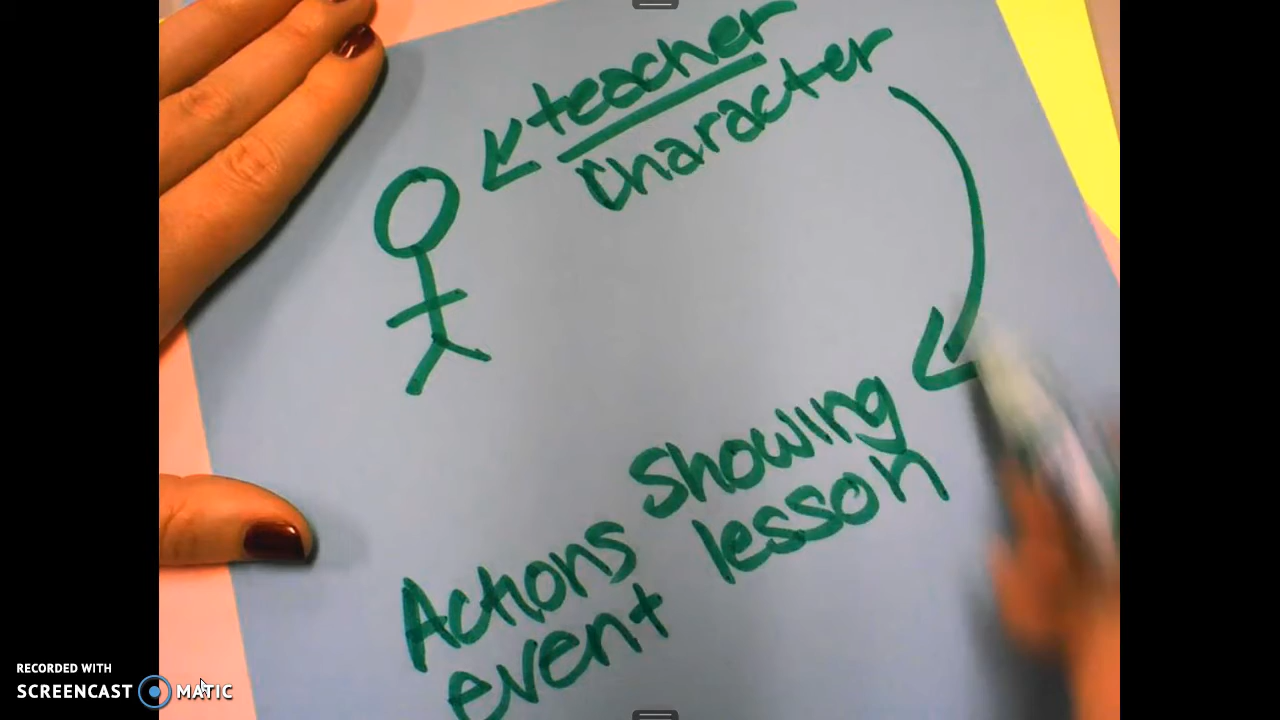 teacher
Character
Showing
lesson
Actions
event
RECORDED WITH
SCREENCAST MATIC